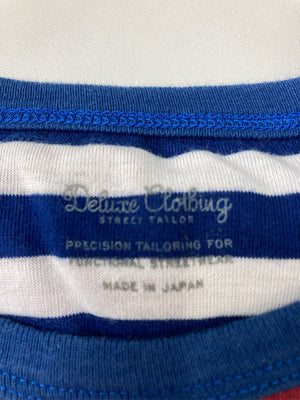 Deluxe Clothing
STREET TAILOR
PRECISION TAILORING FOR
FUNCTIONAL STREETWEAR
MADE IN JAPAN